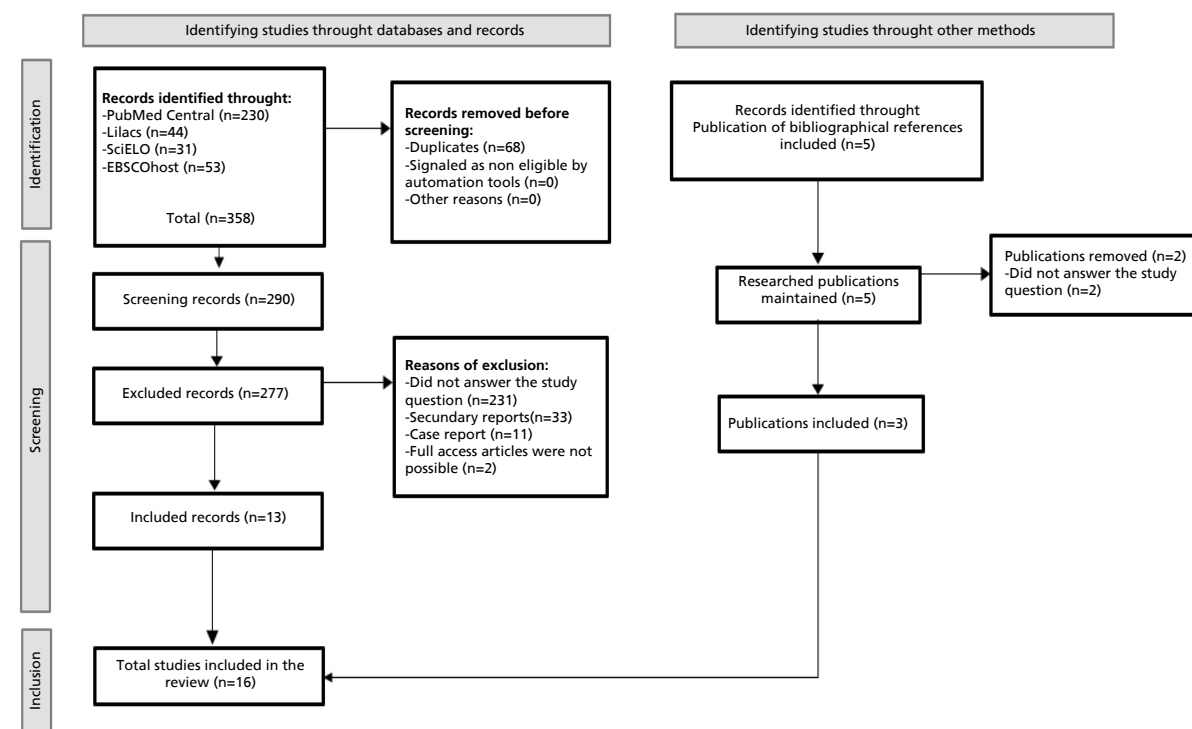 Identifying studies throught databases and records
Identifying studies throught other methods
Identification
Records identified throught:
-PubMed Central (n=230)
-Lilacs (n=44)
-SciELO (n=31)
-EBSCOhost (n=53)
Total (n=358)
Records removed before
screening:
-Duplicates (n=68)
-Signaled as non eligible by
automation tools (n=0)
-Other reasons (n=0)
Records identified throught
Publication of bibliographical references
included (n=5)
Screening
Screening records (n=290)
Excluded records (n=277)
Reasons of exclusion:
-Did not answer the study
question (n=231)
-Secundary reports(n=33)
-Case report (n=11)
-Full access articles were not
possible (n=2)
Included records (n=13)
Researched publications
maintained (n=5)
Publications removed (n=2)
-Did not answer the study
question (n=2)
Publications included (n=3)
Inclusion
Total studies included in the
review (n=16)